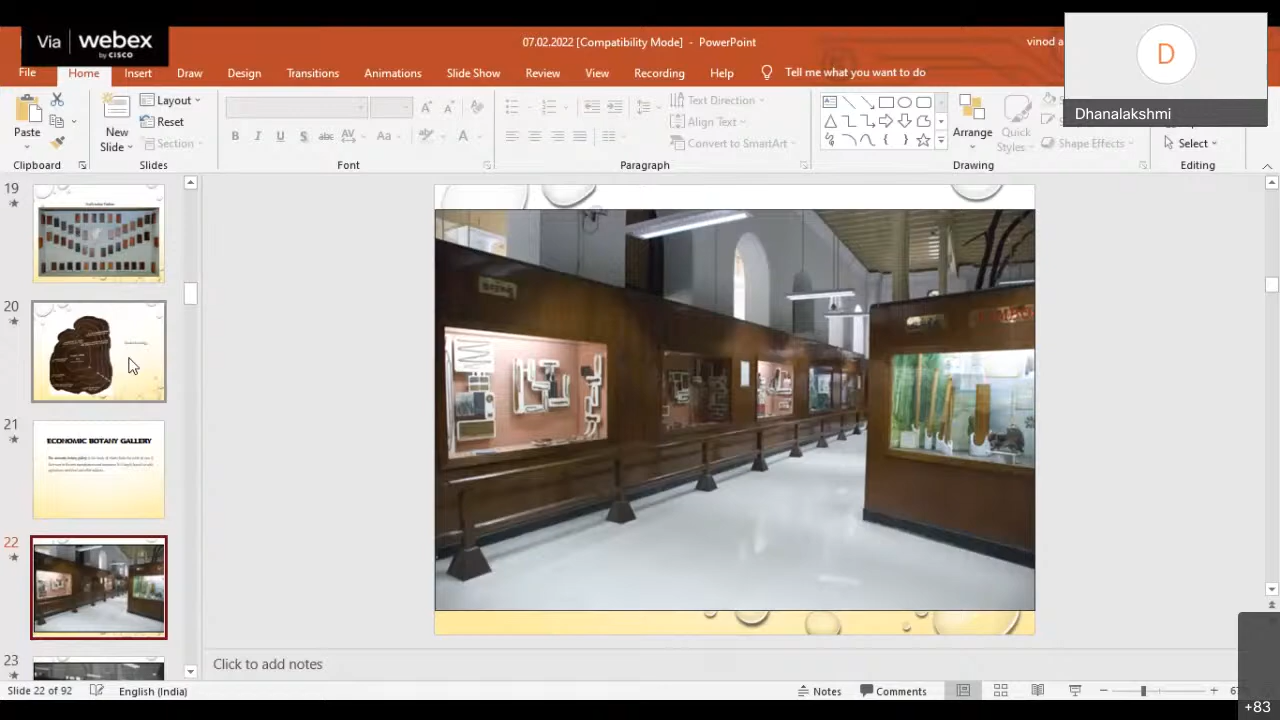 Via webex
by CISCO
07.02.2022 [Compatibility Mode] - PowerPoint
vinod a
D
Dhanalakshmi
File Home Insert Draw Design Transitions Animations Slide Show Review View Recording Help Tell me what you want to do
Paste
Clipboard
New
Slide
Layout
Reset
Section
Slides
B I U S abc AV Aa A
Font
Text Direction
Align Text
Convert to SmartArt
Paragraph
Arrange
Quick
Styles
Shape Effects
Drawing
Select
Editing
19
20
21
ECONOMIC BOTANY GALLERY
22
23
Click to add notes
Slide 22 of 92
English (India)
Notes
Comments
+83